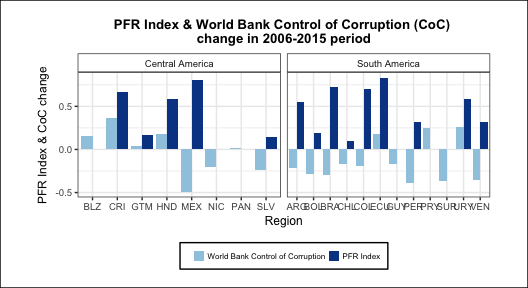 PFR Index & World Bank Control of Corruption (CoC)
change in 2006-2015 period
Central America
South America
PFR Index & CoC change
0.5
0.0
-0.5
BLZ CRI GTM HND MEX NIC PAN SLV
ARG BOL BRA CHL COL ECU GUY PER PRY SUR URY VEN
Region
World Bank Control of Corruption
PFR Index